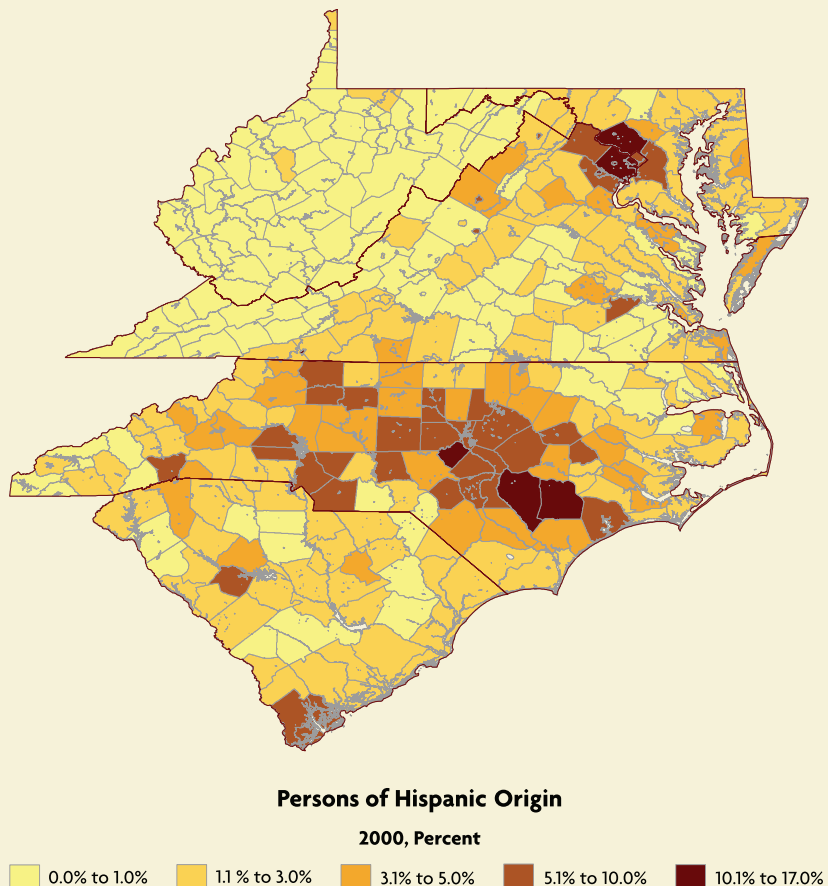 Persons of Hispanic Origin
2000, Percent
0.0% to 1.0% 1.1 % to 3.0% 3.1% to 5.0% 5.1% to 10.0% 10.1% to 17.0%